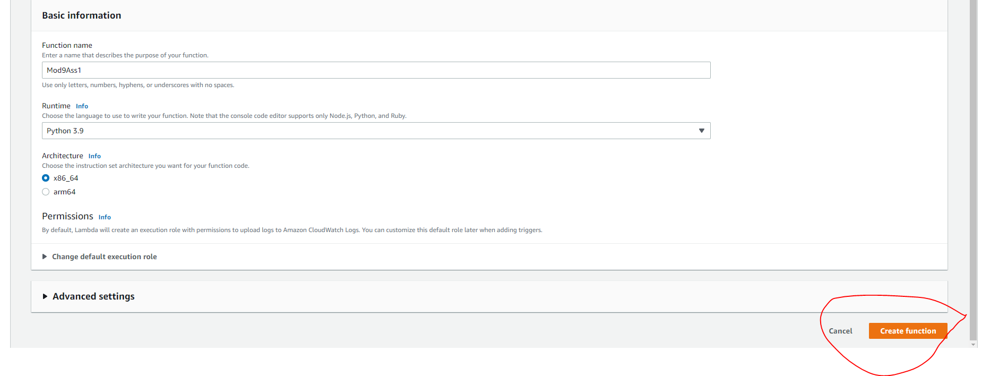 Basic information
Function name
Enter a name that describes the purpose of your function.
Mod9Ass1
Use only letters, numbers, hyphens, or underscores with no spaces.
Runtime Info
Choose the language to use to write your function. Note that the console code editor supports only Node.js, Python, and Ruby.
Python 3.9
Architecture Info
Choose the instruction set architecture you want for your function code.
x86_64
arm64
Permissions Info
By default, Lambda will create an execution role with permissions to upload logs to Amazon CloudWatch Logs. You can customize this default role later when adding triggers.
Change default execution role
Advanced settings
Cancel Create function